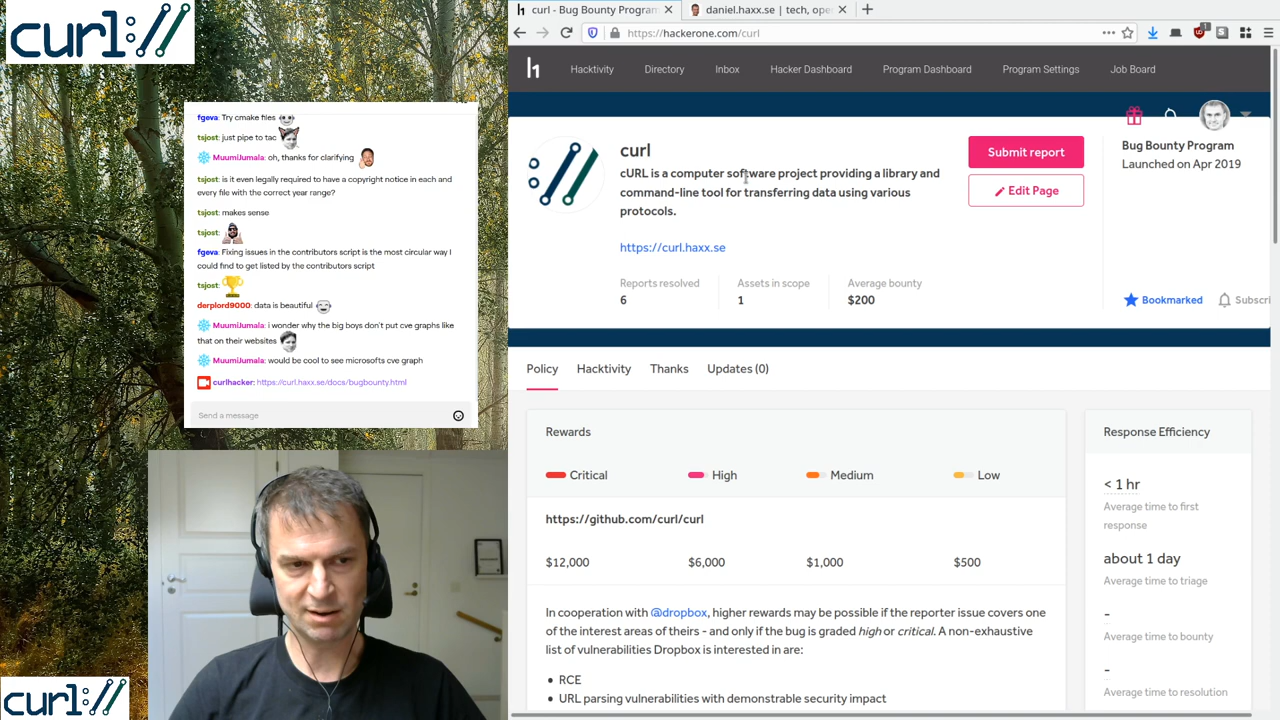 curl://
fgeva: Try cmake files
tsjost: just pipe to tac
MuumiJumala: oh, thanks for clarifying
tsjost: is it even legally required to have a copyright notice in each and
every file with the correct year range?
tsjost: makes sense
tsjost:
fgeva: Fixing issues in the contributors script is the most circular way I
could find to get listed by the contributors script
tsjost:
derplord9000: data is beautiful
MuumiJumala: i wonder why the big boys don't put cve graphs like
that on their websites
MuumiJumala: would be cool to see microsofts cve graph
curlhacker: https://curl.haxx.se/docs/bugbounty.html
Send a message
curl://
curl - Bug Bounty Program
daniel.haxx.se | tech, ope
https://hackerone.com/curl
1
h1
Hacktivity
Directory
Inbox
Hacker Dashboard
Program Dashboard
Program Settings
Job Board
curl
cURL is a computer software project providing a library and
command-line tool for transferring data using various
protocols.
https://curl.haxx.se
Reports resolved
6
Assets in scope
1
Average bounty
$200
Submit report
Edit Page
Bug Bounty Program
Launched on Apr 2019
Bookmarked
Subscri
Policy
Hacktivity
Thanks
Updates (0)
Rewards
Critical
High
Medium
Low
https://github.com/curl/curl
$12,000
$6,000
$1,000
$500
In cooperation with @dropbox, higher rewards may be possible if the reporter issue covers one
of the interest areas of theirs - and only if the bug is graded high or critical. A non-exhaustive
list of vulnerabilities Dropbox is interested in are:
• RCE
• URL parsing vulnerabilities with demonstrable security impact
Response Efficiency
< 1 hr
Average time to first
response
about 1 day
Average time to triage
-
Average time to bounty
-
Average time to resolution